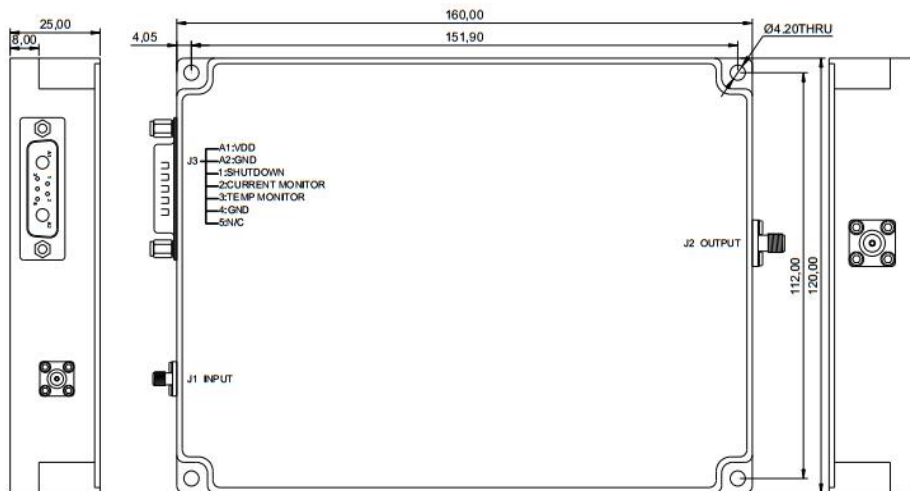 25,00
8,00
160,00
4,05
151,90
Ø4.20THRU
J3
A1:VDD
A2:GND
1:SHUTDOWN
2:CURRENT MONITOR
3:TEMP MONITOR
4:GND
5:N/C
J2 OUTPUT
112,00
120,00
J1 INPUT